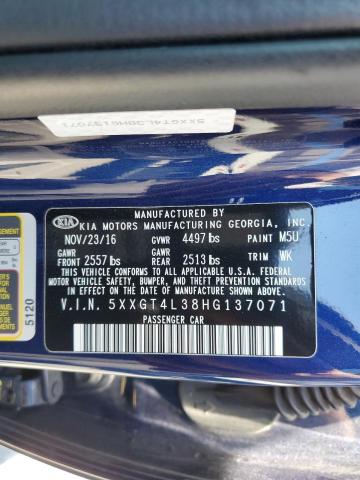 5XXGT4L38HG137071
MANUFACTURED BY
KIA KIA MOTORS MANUFACTURING GEORGIA, INC
NOV/23/16 GVWR 4497 lbs PAINT M5U
GAWR GAWR
FRONT 2557 lbs REAR 2513 lbs TRIM WK
THIS VEHICLE CONFORMS TO ALL APPLICABLE FEDERAL MOTOR
VEHICLE SAFETY, BUMPER, AND THEFT PREVENTION STANDARDS
IN EFFECT ON THE DATE OF MANUFACTURE SHOWN ABOVE.
V.I.N. 5XXGT4L38HG137071
PASSENGER CAR
5120